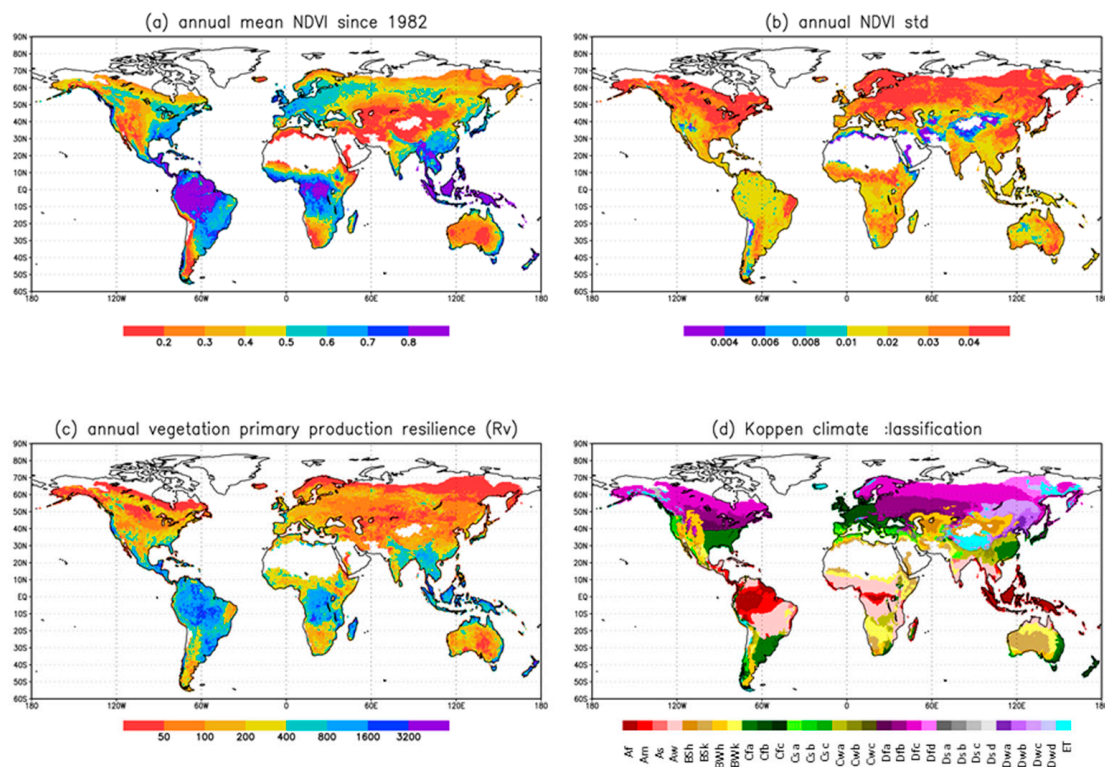 (a) annual mean NDVI since 1982
90N
80N
70N
60N
50N
40N
30N
20N
10N
EQ
10S
20S
30S
40S
50S
60S
180 120W 60W 0 60E 120E 180
0.2 0.3 0.4 0.5 0.6 0.7 0.8
(b) annual NDVI std
90N
80N
70N
60N
50N
40N
30N
20N
10N
EQ
10S
20S
30S
40S
50S
60S
180 120W 60W 0 60E 120E 180
0.004 0.006 0.008 0.01 0.02 0.03 0.04
(c) annual vegetation primary production resilience (Rv)
90N
80N
70N
60N
50N
40N
30N
20N
10N
EQ
10S
20S
30S
40S
50S
60S
180 120W 60W 0 60E 120E 180
50 100 200 400 800 1600 3200
(d) Koppen climate :lassification
90N
80N
70N
60N
50N
40N
30N
20N
10N
EQ
10S
20S
30S
40S
50S
60S
180 120W 60W 0 60E 120E 180
Af Am As Aw BSh BSk BWh BWk Cfa Cfb Cfc Csa Csb Csc Cwa Cwb Cwc Dfa Dfb Dfc Dfd Dsa Dsb Dsc Dsd Dwa Dwb Dwc Dwd ET